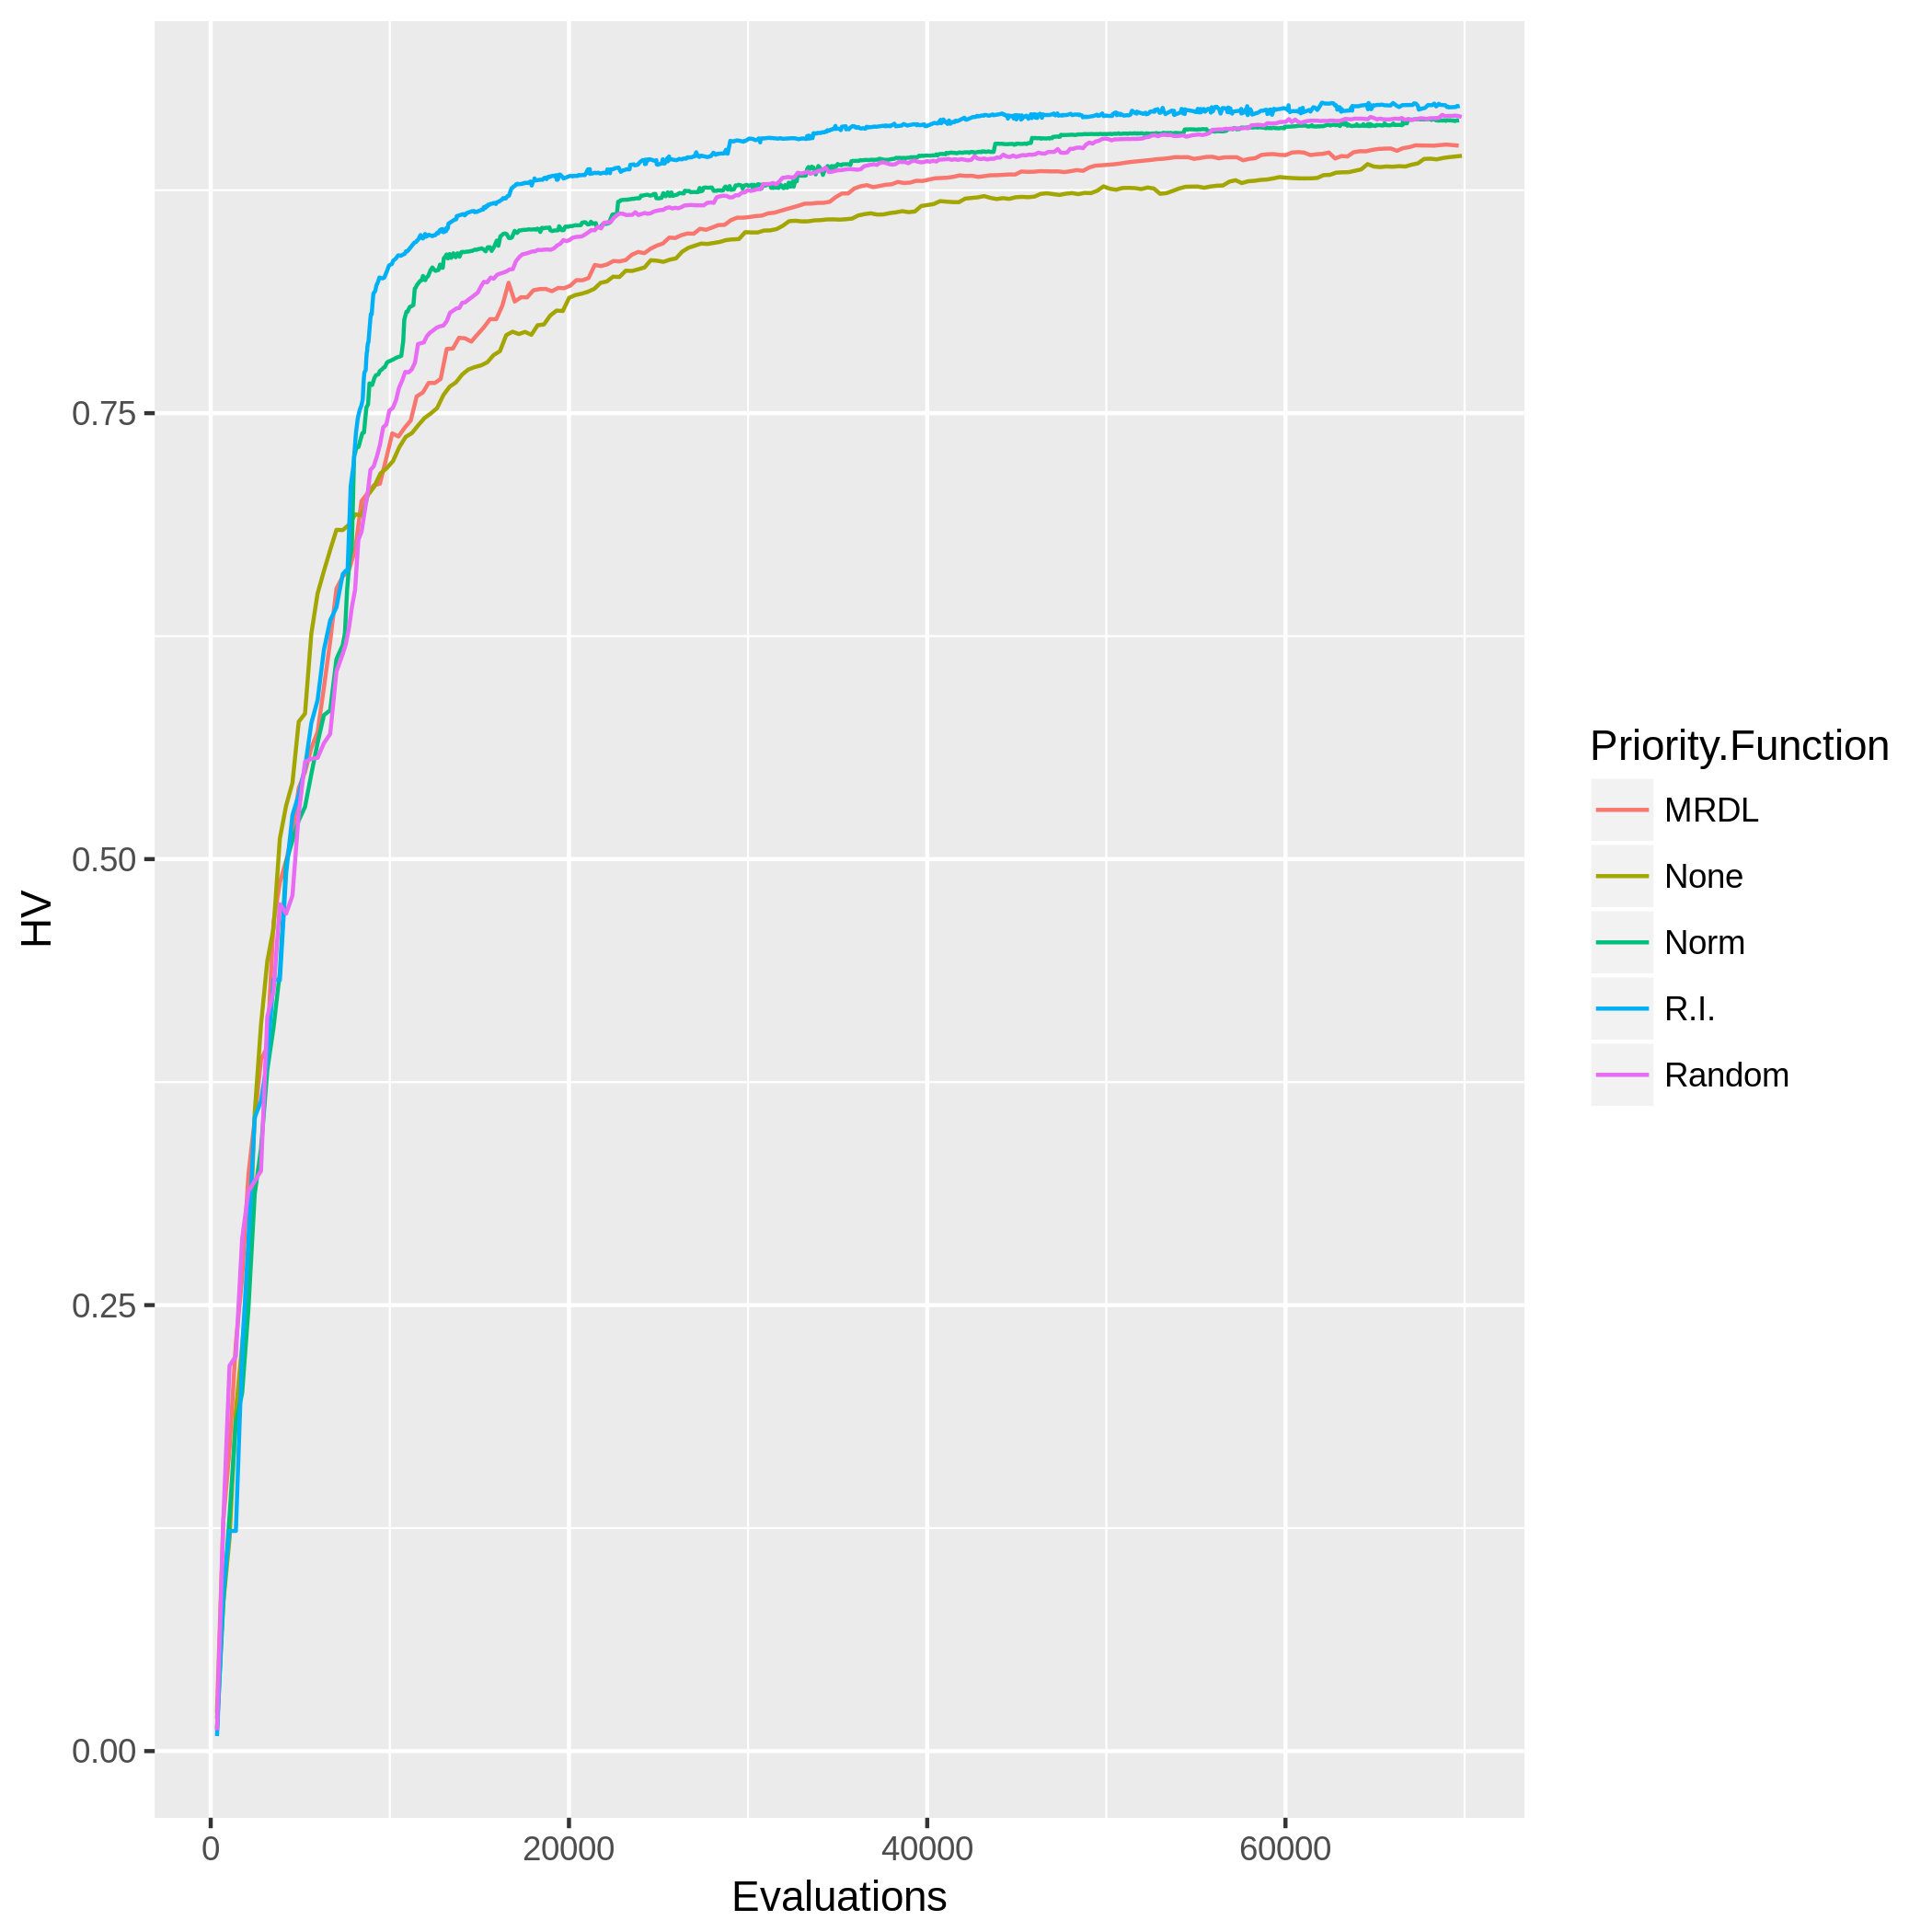 HV
0.75
0.50
0.25
0.00
0
20000
40000
60000
Evaluations
Priority.Function
MRDL
None
Norm
R.I.
Random